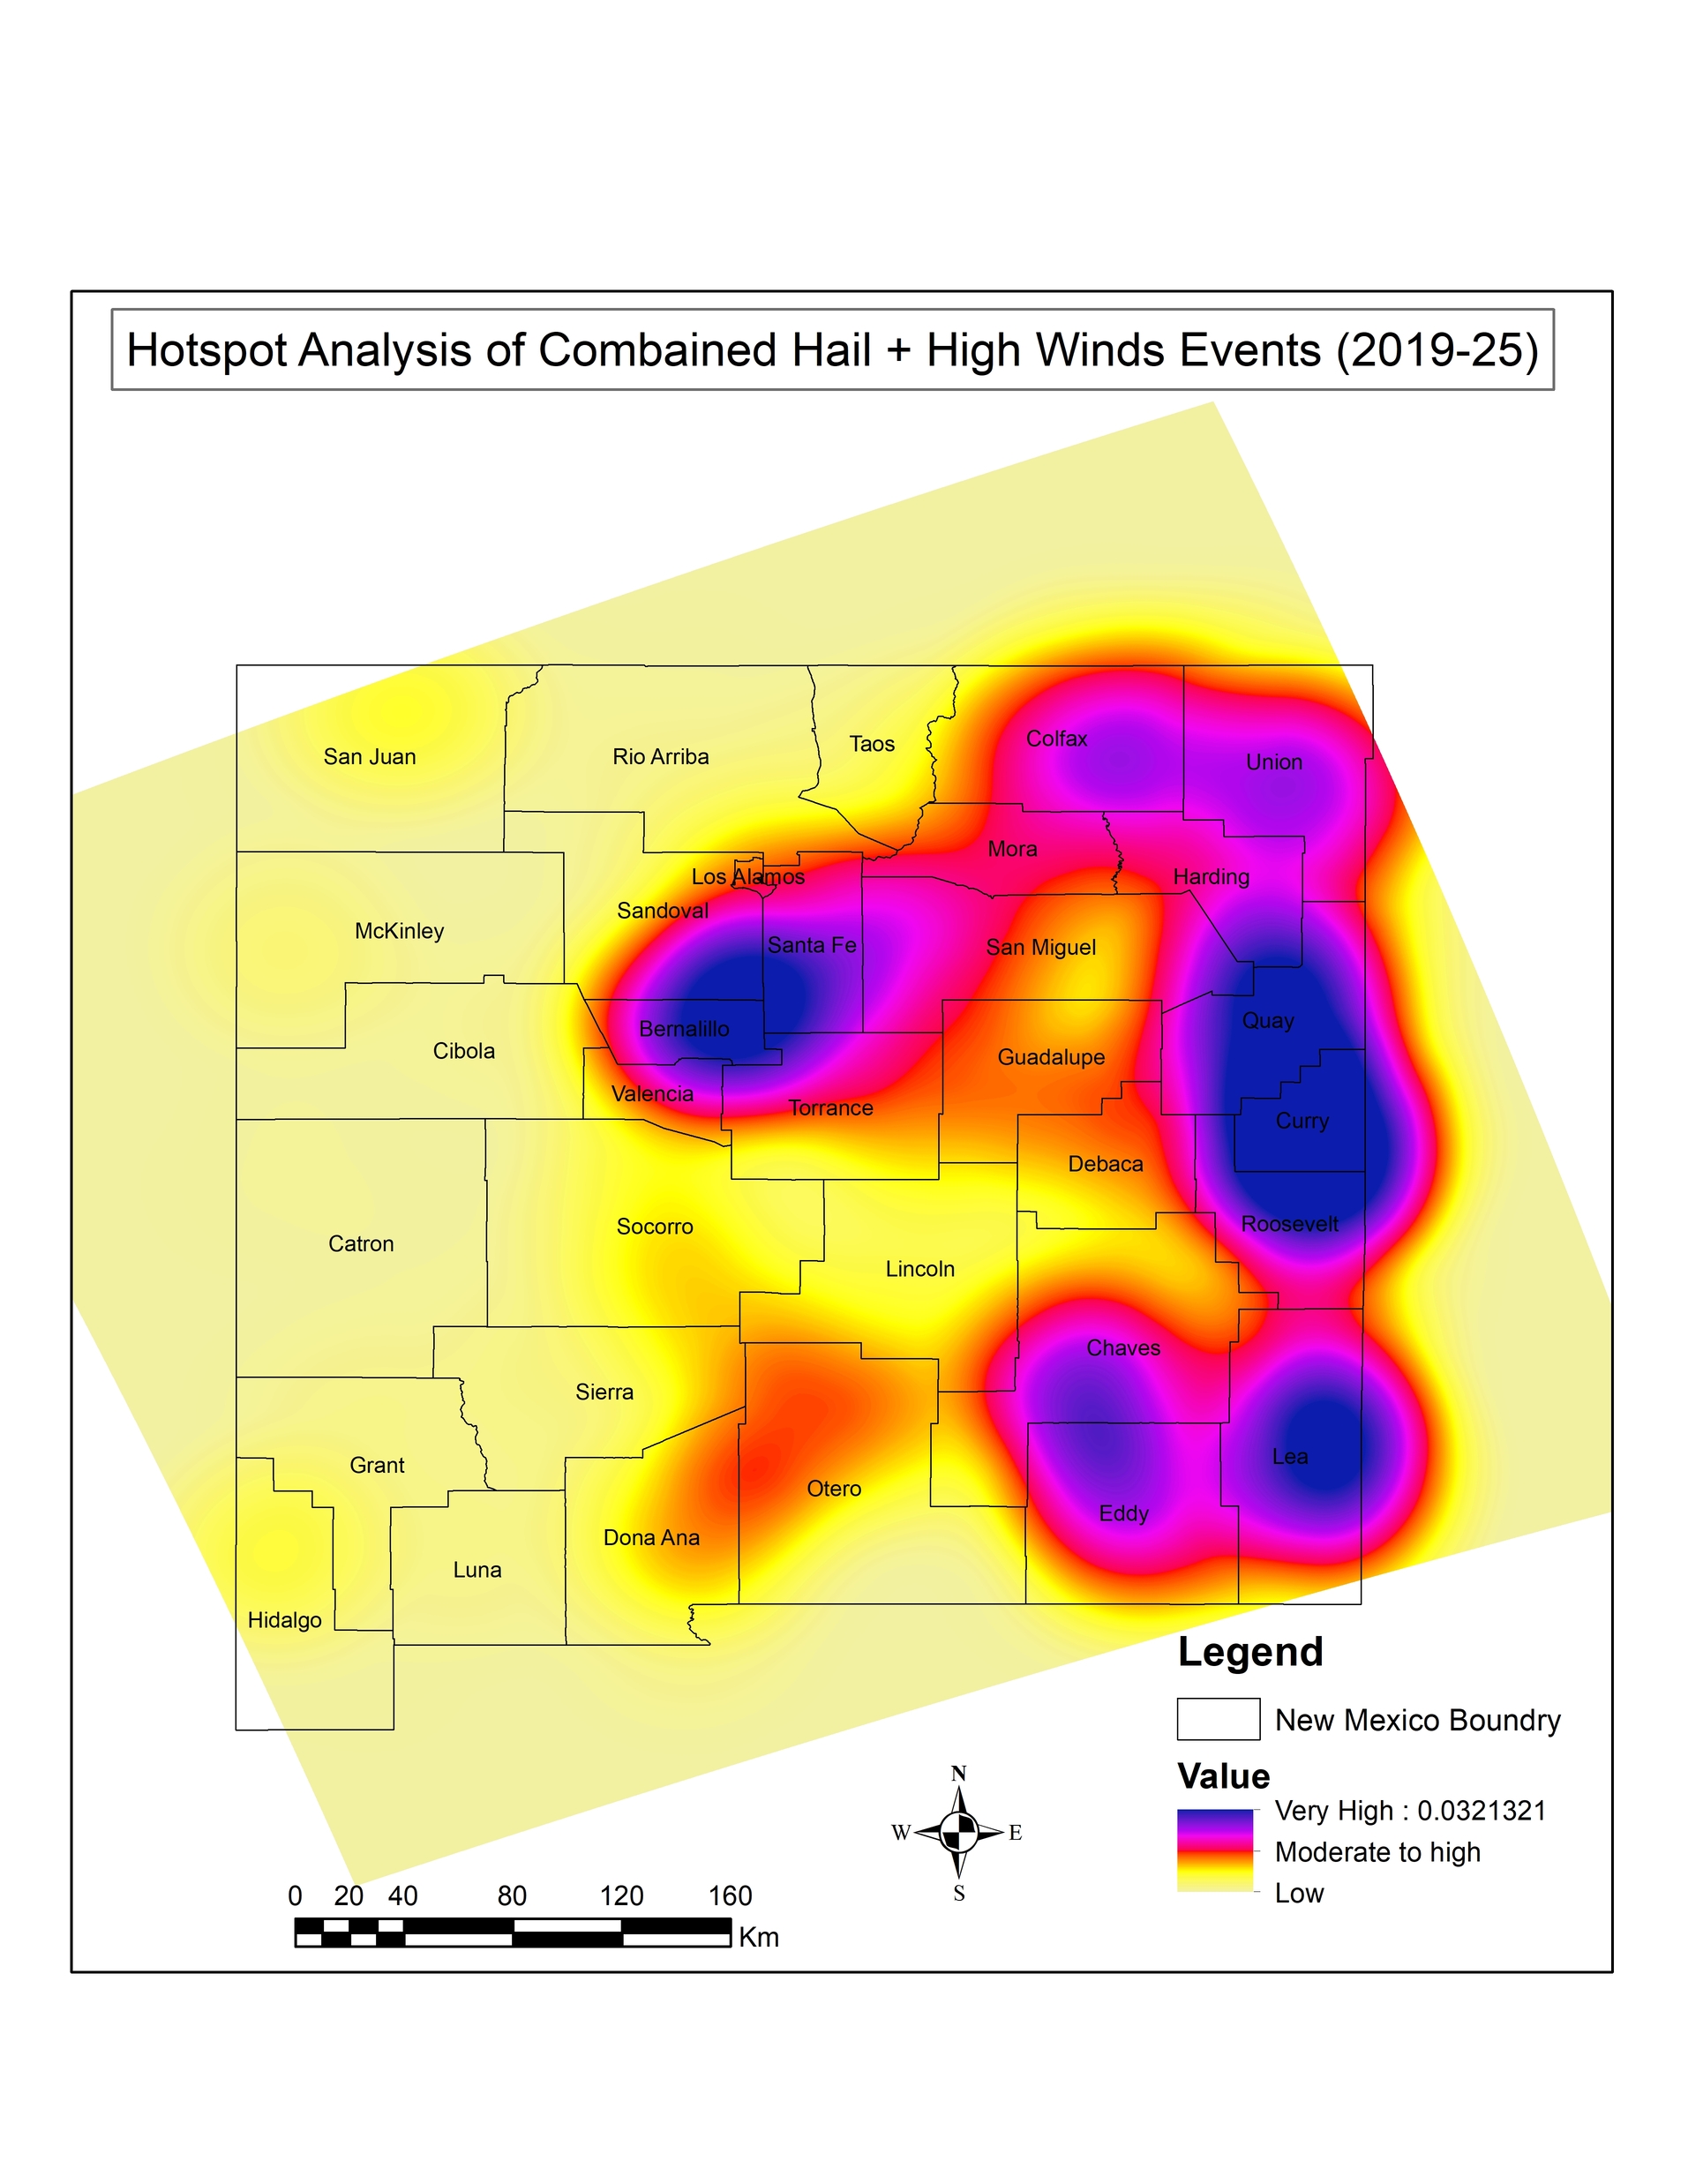 Hotspot Analysis of Combained Hail + High Winds Events (2019-25)
Colfax
Taos
San Juan
Rio Arriba
Union
Mora
Los Alamos
Harding
Sandoval
McKinley
Santa Fe
San Miguel
Quay
Bernalillo
Cibola
Guadalupe
Valencia
Torrance
Curry
Debaca
Roosevelt
Socorro
Catron
Lincoln
Chaves
Sierra
Lea
Grant
Otero
Eddy
Dona Ana
Luna
Hidalgo
Legend
New Mexico Boundry
Value
Very High : 0.0321321
Moderate to high
Low
N
W E
S
0 20 40 80 120 160
Km